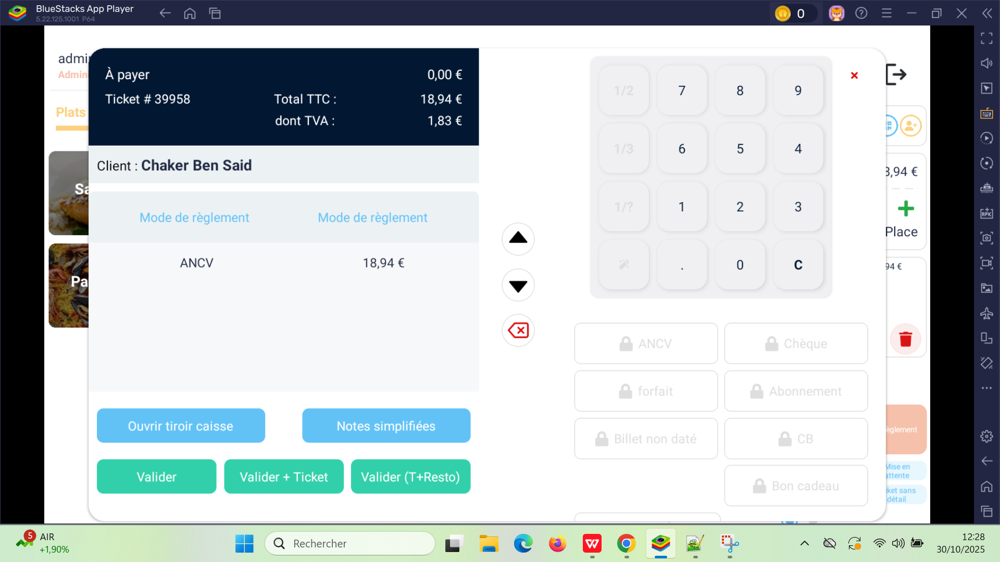 BlueStacks App Player
5.22.125.1001 P64
0
À payer 0,00 €
Ticket # 39958 Total TTC : 18,94 €
dont TVA : 1,83 €
Client : Chaker Ben Said
Mode de règlement Mode de règlement
ANCV 18,94 €
Ouvrir tiroir caisse Notes simplifiées
Valider Valider + Ticket Valider (T+Resto)
1/2 7 8 9
1/3 6 5 4
1/? 1 2 3
. 0 C
ANCV Chèque
forfait Abonnement
Billet non daté CB
Bon cadeau
admi
Admin
Plats
Sa
Pa
,94 €
Place
94 €
èglement
Mise en
attente
ket sans
détail
5 AIR
+1,90%
Rechercher
12:28
30/10/2025